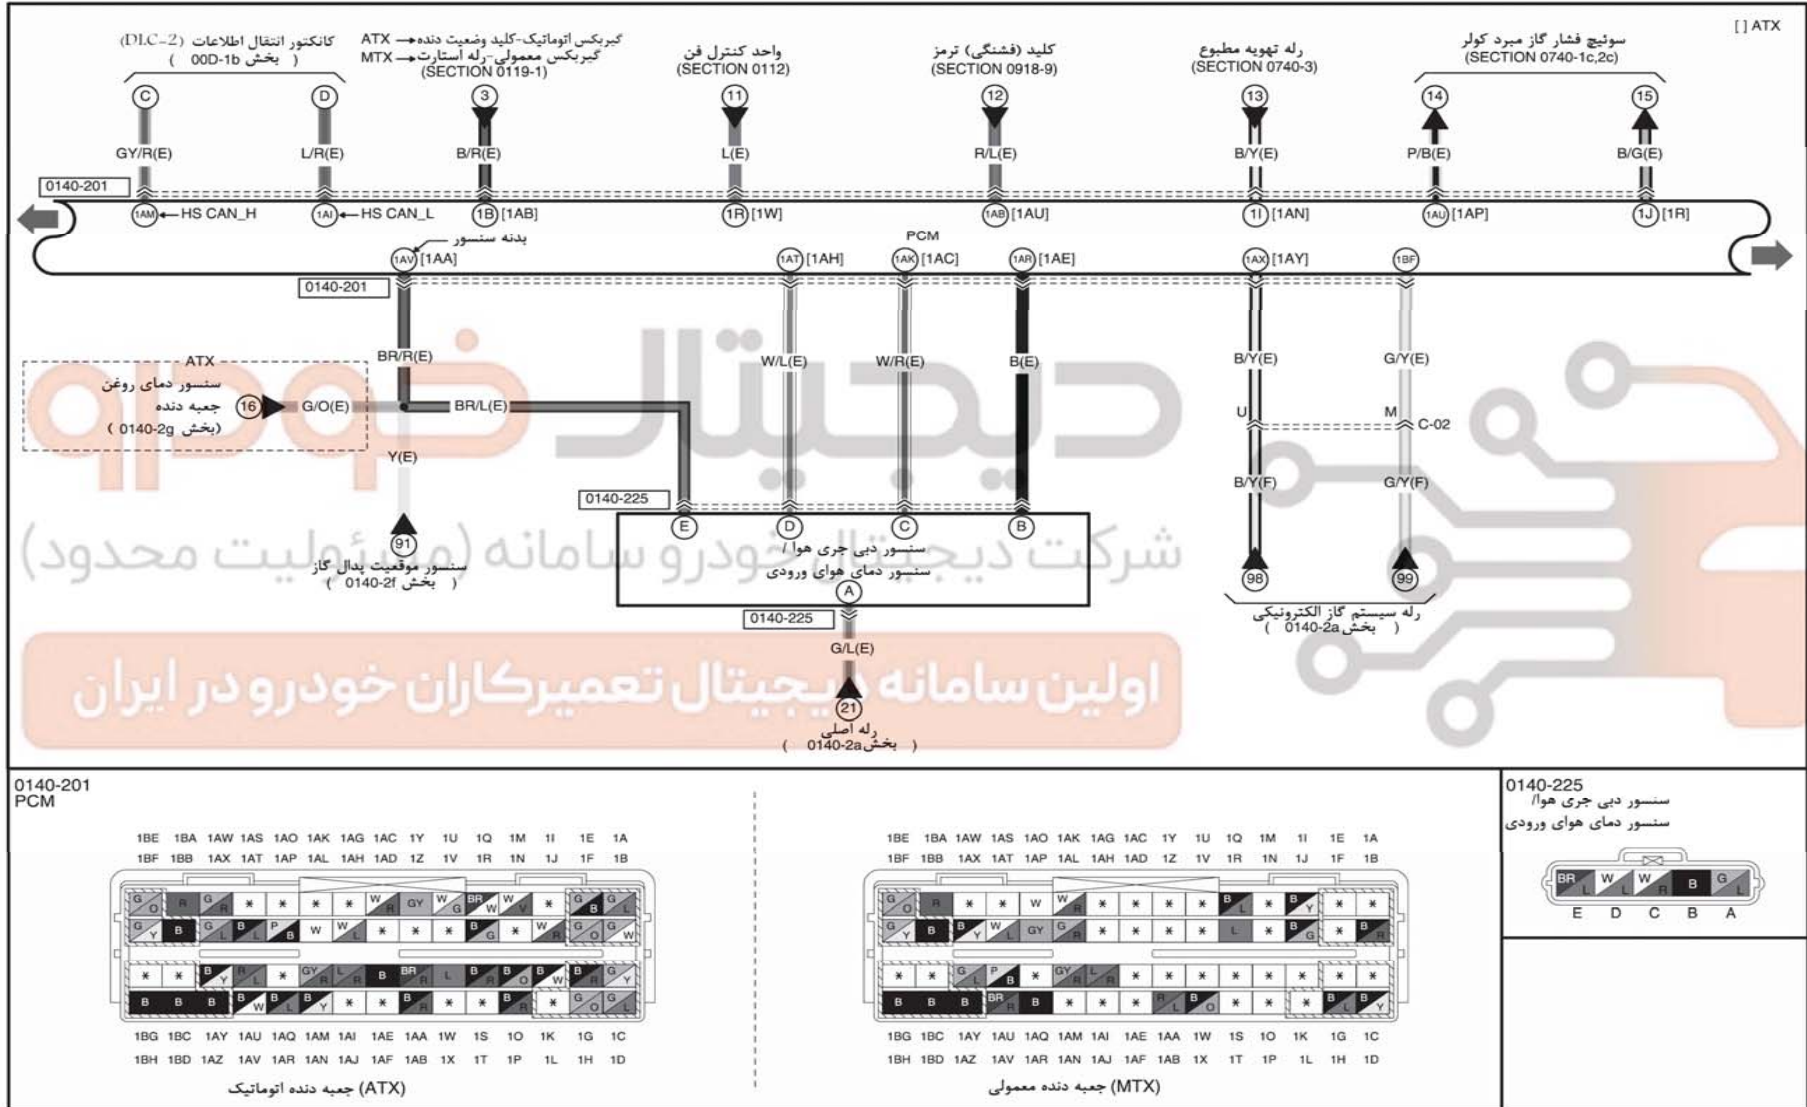 [ ] ATX
کانکتور انتقال اطلاعات (DLC-2)
( بخش 00D-1b )
گیربکس اتوماتیک-کلید وضعیت دنده → ATX
گیربکس معمولی-رله استارت → MTX
(SECTION 0119-1)
واحد کنترل فن
(SECTION 0112)
کلید (فشنگی) ترمز
(SECTION 0918-9)
رله تهویه مطبوع
(SECTION 0740-3)
سوئیچ فشار گاز مبرد کولر
(SECTION 0740-1c,2c)
C D 3 11 12 13 14 15
GY/R(E) L/R(E) B/R(E) L(E) R/L(E) B/Y(E) P/B(E) B/G(E)
0140-201
1AM ← HS CAN_H 1AI ← HS CAN_L 1B [1AB] 1R [1W] 1AB [1AU] 1I [1AN] 1AU [1AP] 1J [1R]
بدنه سنسور
PCM
1AV [1AA] 1AT [1AH] 1AK [1AC] 1AR [1AE] 1AX [1AY] 1BF
0140-201
BR/R(E) W/L(E) W/R(E) B(E) B/Y(E) G/Y(E)
ATX
سنسور دمای روغن
جعبه دنده
(بخش 0140-2g )
16 G/O(E) BR/L(E)
U M C-02
Y(E)
B/Y(F) G/Y(F)
0140-225
E D C B
91
سنسور موقعیت پدال گاز
( بخش 0140-2f )
سنسور دبی جری هوا /
سنسور دمای هوای ورودی
A
98 99
رله سیستم گاز الکترونیکی
( بخش 0140-2a )
0140-225
G/L(E)
21
رله اصلی
( بخش 0140-2a )
دیجیتال خودرو
شرکت دیجیتال خودرو سامانه (مسئولیت محدود)
اولین سامانه دیجیتال تعمیرکاران خودرو در ایران
0140-201
PCM
1BE 1BA 1AW 1AS 1AO 1AK 1AG 1AC 1Y 1U 1Q 1M 1I 1E 1A
1BF 1BB 1AX 1AT 1AP 1AL 1AH 1AD 1Z 1V 1R 1N 1J 1F 1B
G/O R G/R * * * * W/R GY W/G BR/W W/V * G/B G/L
G/Y B G/L B/L P/B W W/L * * * B/G * W/R G/O G/W
* * B/Y R/L * GY/R L/R B BR/R L B/R B/O B/W B/R G/Y
B B B B/W B/L B/Y * * B/R * * B/R * G/O G/L
1BG 1BC 1AY 1AU 1AQ 1AM 1AI 1AE 1AA 1W 1S 1O 1K 1G 1C
1BH 1BD 1AZ 1AV 1AR 1AN 1AJ 1AF 1AB 1X 1T 1P 1L 1H 1D
جعبه دنده اتوماتیک (ATX)
1BE 1BA 1AW 1AS 1AO 1AK 1AG 1AC 1Y 1U 1Q 1M 1I 1E 1A
1BF 1BB 1AX 1AT 1AP 1AL 1AH 1AD 1Z 1V 1R 1N 1J 1F 1B
G/O R * * W W/R * * * * B/L * B/Y * *
G/Y B B/Y W/L GY G/R * * * * L * B/G * B/R
* * G/L P/B * GY/R L/R * * * * * * * *
B B B BR/R B * * * R/L B/O * * * B/L B/Y
1BG 1BC 1AY 1AU 1AQ 1AM 1AI 1AE 1AA 1W 1S 1O 1K 1G 1C
1BH 1BD 1AZ 1AV 1AR 1AN 1AJ 1AF 1AB 1X 1T 1P 1L 1H 1D
جعبه دنده معمولی (MTX)
0140-225
سنسور دبی جری هوا/
سنسور دمای هوای ورودی
BR/L W/L W/R B G/L
E D C B A